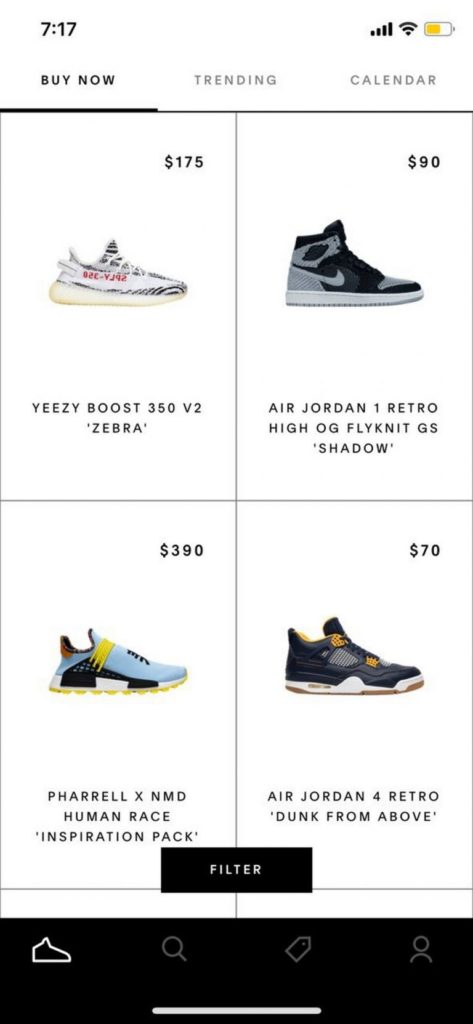 7:17
BUY NOW
TRENDING
CALENDAR
$175
SPLY-350
YEEZY BOOST 350 V2
'ZEBRA'
$90
AIR JORDAN 1 RETRO
HIGH OG FLYKNIT GS
'SHADOW'
$390
PHARRELL X NMD
HUMAN RACE
'INSPIRATION PACK'
$70
AIR JORDAN 4 RETRO
'DUNK FROM ABOVE'
FILTER